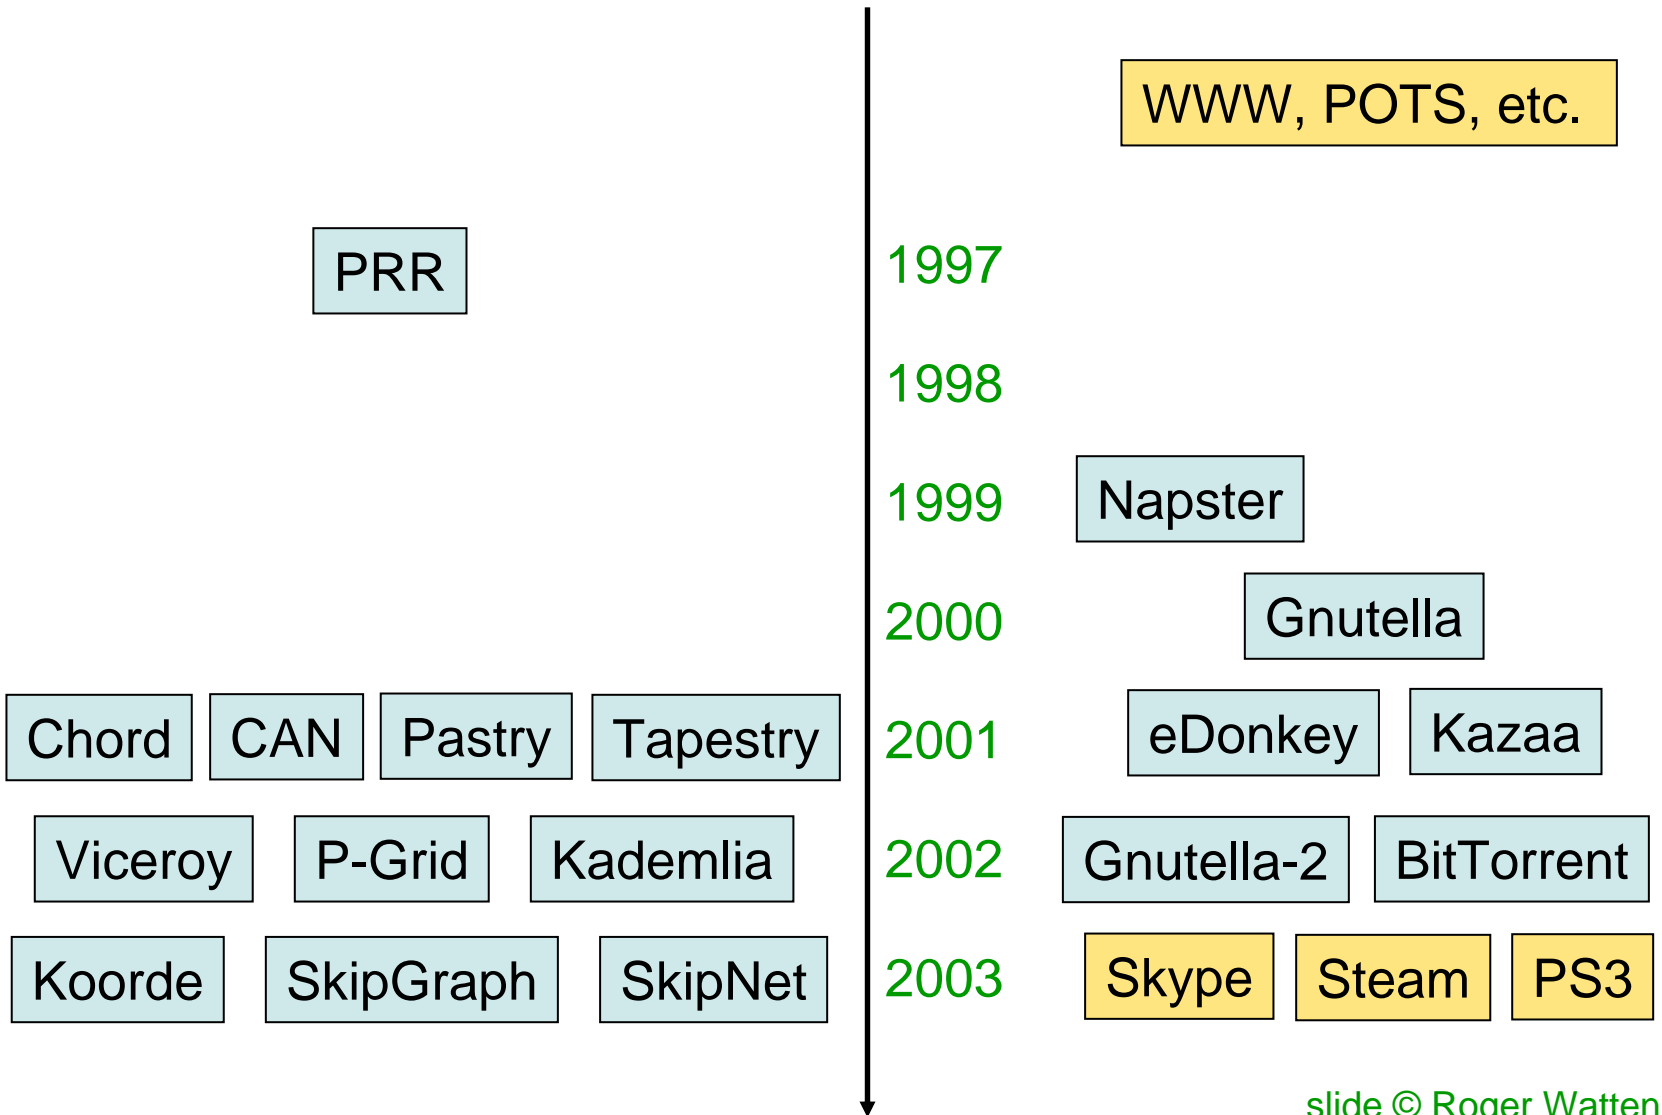 WWW, POTS, etc.
PRR 1997
1998
1999 Napster
2000 Gnutella
Chord CAN Pastry Tapestry 2001 eDonkey Kazaa
Viceroy P-Grid Kademlia 2002 Gnutella-2 BitTorrent
Koorde SkipGraph SkipNet 2003 Skype Steam PS3
slide © Roger Watten